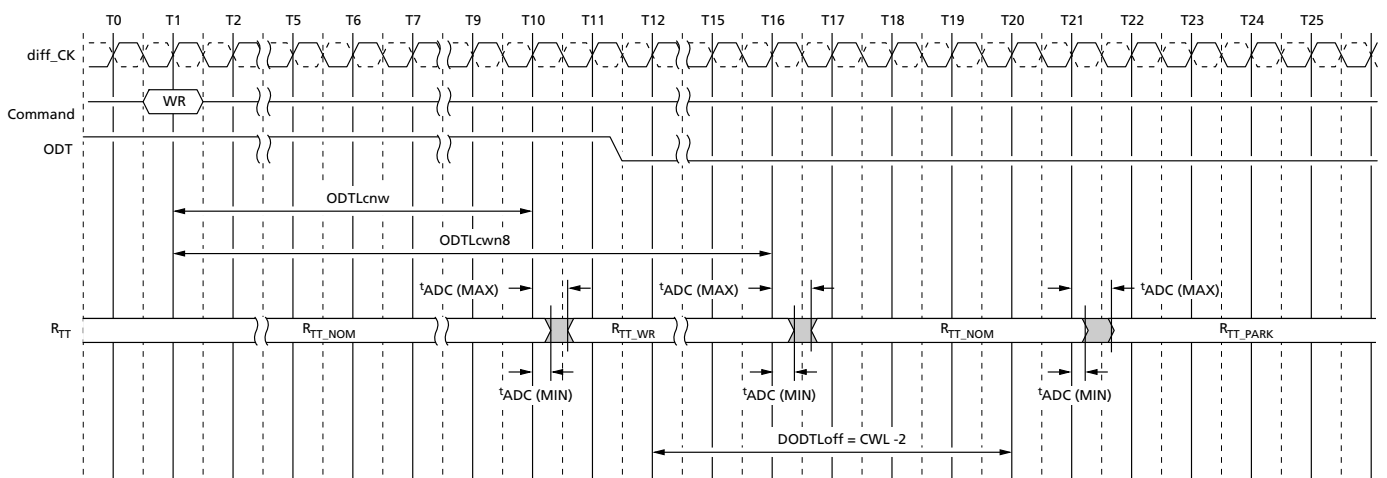 T0 T1 T2 T5 T6 T7 T9 T10 T11 T12 T15 T16 T17 T18 T19 T20 T21 T22 T23 T24 T25
diff_CK
Command WR
ODT
ODTLcnw
ODTLcwn8
tADC (MAX) tADC (MAX) tADC (MAX)
RTT RTT_NOM RTT_WR RTT_NOM RTT_PARK
tADC (MIN) tADC (MIN) tADC (MIN)
DODTLoff = CWL -2